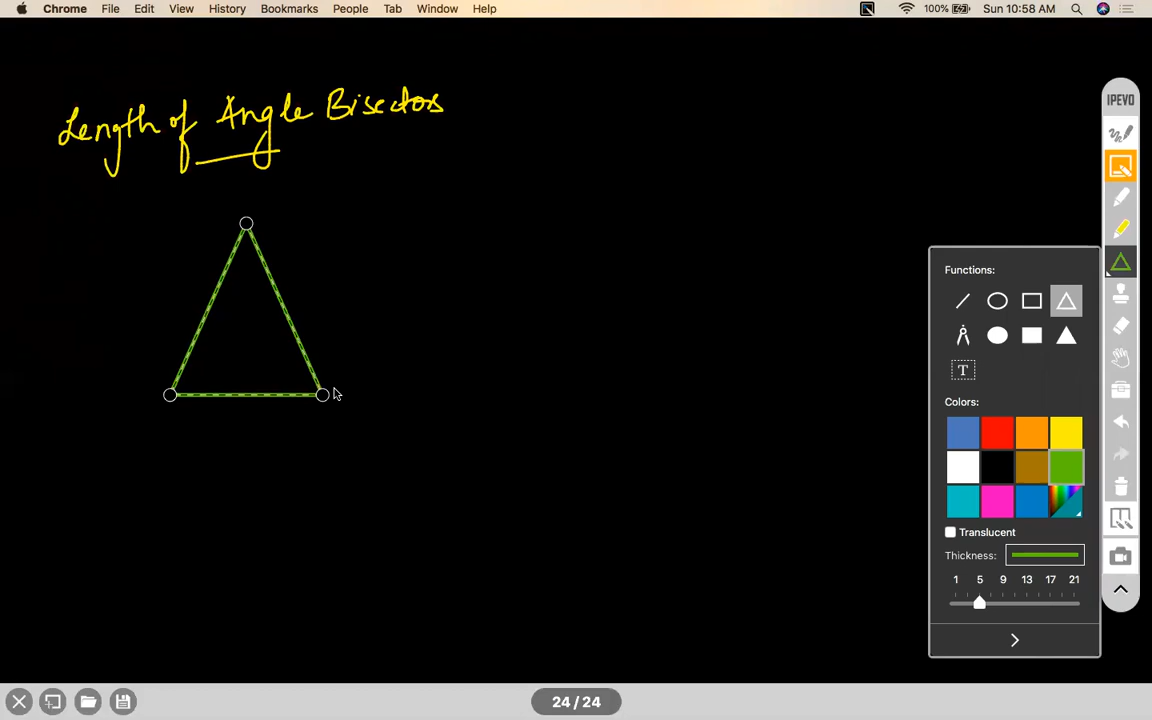 Chrome File Edit View History Bookmarks People Tab Window Help 100% Sun 10:58 AM
Length of Angle Bisectors
IPEVO
Functions:
T
Colors:
Translucent
Thickness:
1 5 9 13 17 21
24 / 24